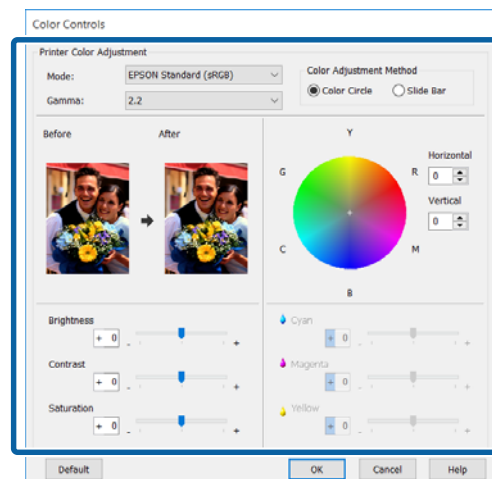 Color Controls
Printer Color Adjustment
Mode: EPSON Standard (sRGB)
Gamma: 2.2
Color Adjustment Method
Color Circle Slide Bar
Before After
Y
G R
C M
B
Horizontal
0
Vertical
0
Brightness
+ 0 - +
Contrast
+ 0 - +
Saturation
+ 0 - +
Cyan
+ 0 - +
Magenta
+ 0 - +
Yellow
+ 0 - +
Default OK Cancel Help